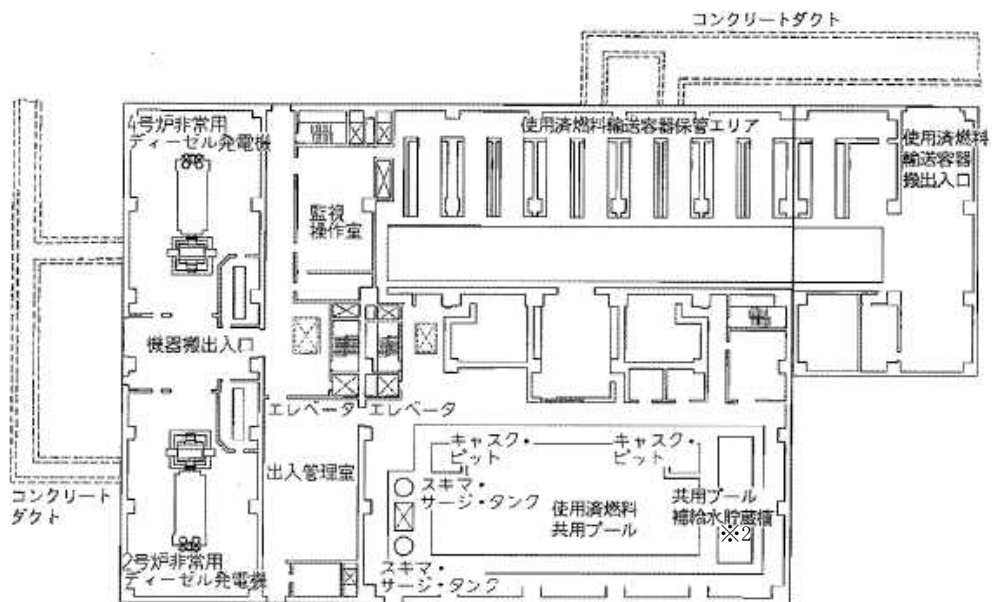 コンクリートダクト
4号炉非常用
ディーゼル発電機
使用済燃料輸送容器保管エリア
使用済燃料
輸送容器
搬出入口
監視
操作室
機器搬出入口
エレベータ
エレベータ
キャスク・
ピット
キャスク・
ピット
出入管理室
スキマ・
サージ・タンク
使用済燃料
共用プール
共用プール
補給水貯蔵槽
※2
コンクリート
ダクト
2号炉非常用
ディーゼル発電機
スキマ・
サージ・タンク